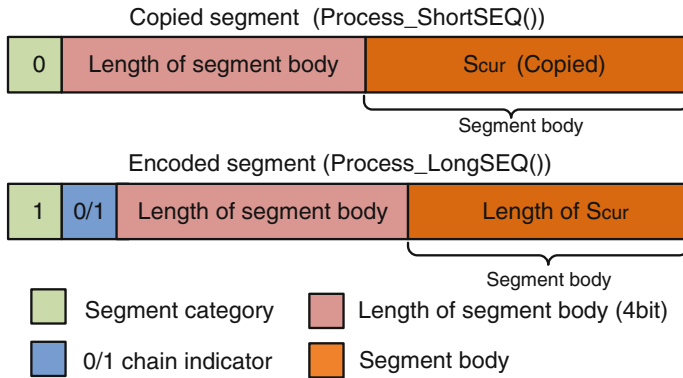 Copied segment (Process_ShortSEQ())
0 Length of segment body Scur (Copied)
Segment body
Encoded segment (Process_LongSEQ())
1 0/1 Length of segment body Length of Scur
Segment body
Segment category Length of segment body (4bit)
0/1 chain indicator Segment body